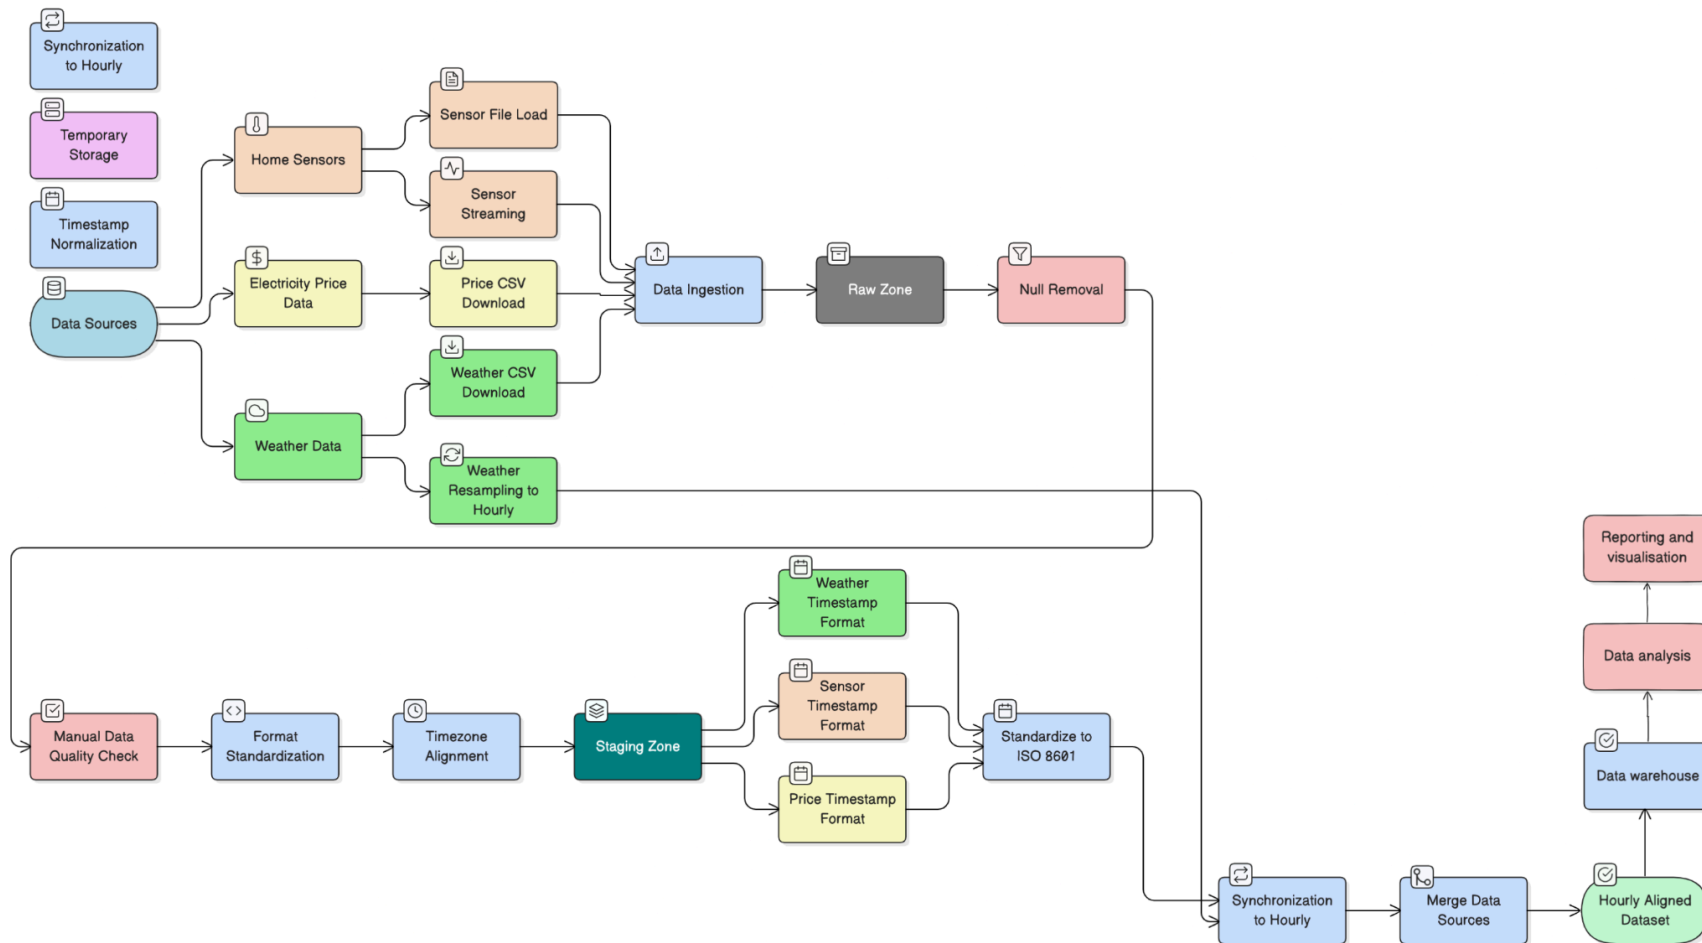 Synchronization
to Hourly
Temporary
Storage
Timestamp
Normalization
Data Sources
Home Sensors
Electricity Price
Data
Weather Data
Sensor File Load
Sensor
Streaming
Price CSV
Download
Weather CSV
Download
Weather
Resampling to
Hourly
Data Ingestion
Raw Zone
Null Removal
Manual Data
Quality Check
Format
Standardization
Timezone
Alignment
Staging Zone
Weather
Timestamp
Format
Sensor
Timestamp
Format
Price Timestamp
Format
Standardize to
ISO 8601
Synchronization
to Hourly
Merge Data
Sources
Hourly Aligned
Dataset
Data warehouse
Data analysis
Reporting and
visualisation